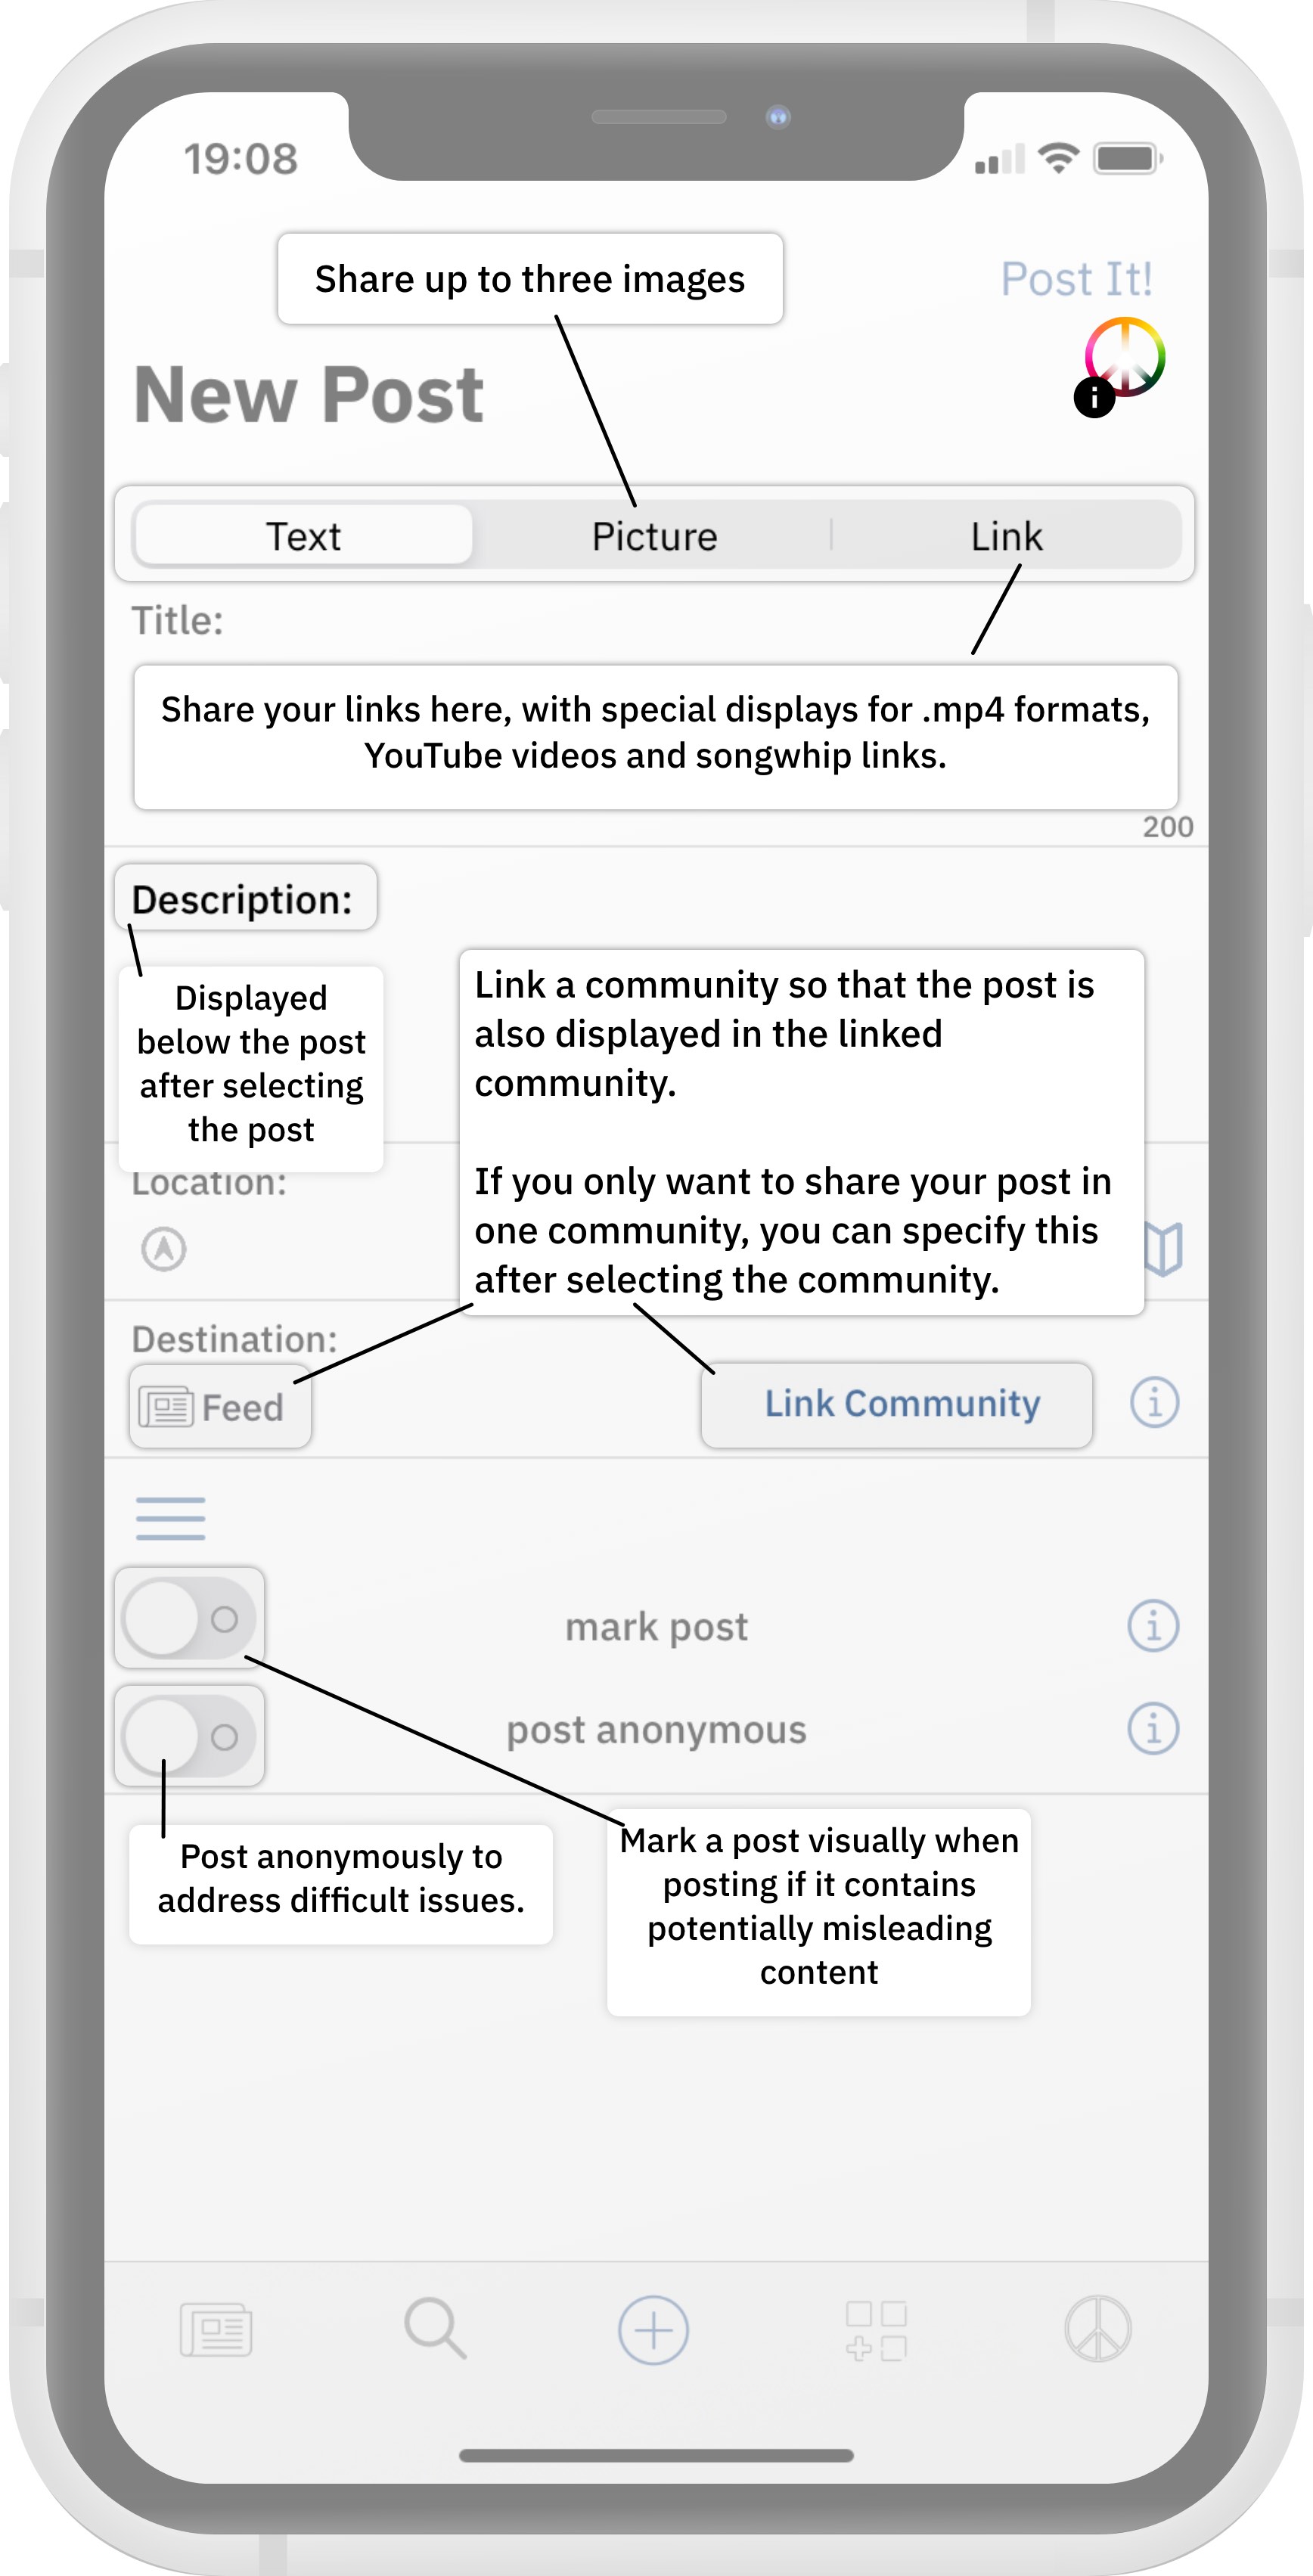 19:08
Share up to three images
Post It!
New Post
i
Text
Picture
Link
Title:
Share your links here, with special displays for .mp4 formats,
YouTube videos and songwhip links.
200
Description:
Displayed
below the post
after selecting
the post
Link a community so that the post is
also displayed in the linked
community.
If you only want to share your post in
one community, you can specify this
after selecting the community.
Location:
Destination:
Feed
Link Community
i
mark post
i
post anonymous
i
Post anonymously to
address difficult issues.
Mark a post visually when
posting if it contains
potentially misleading
content